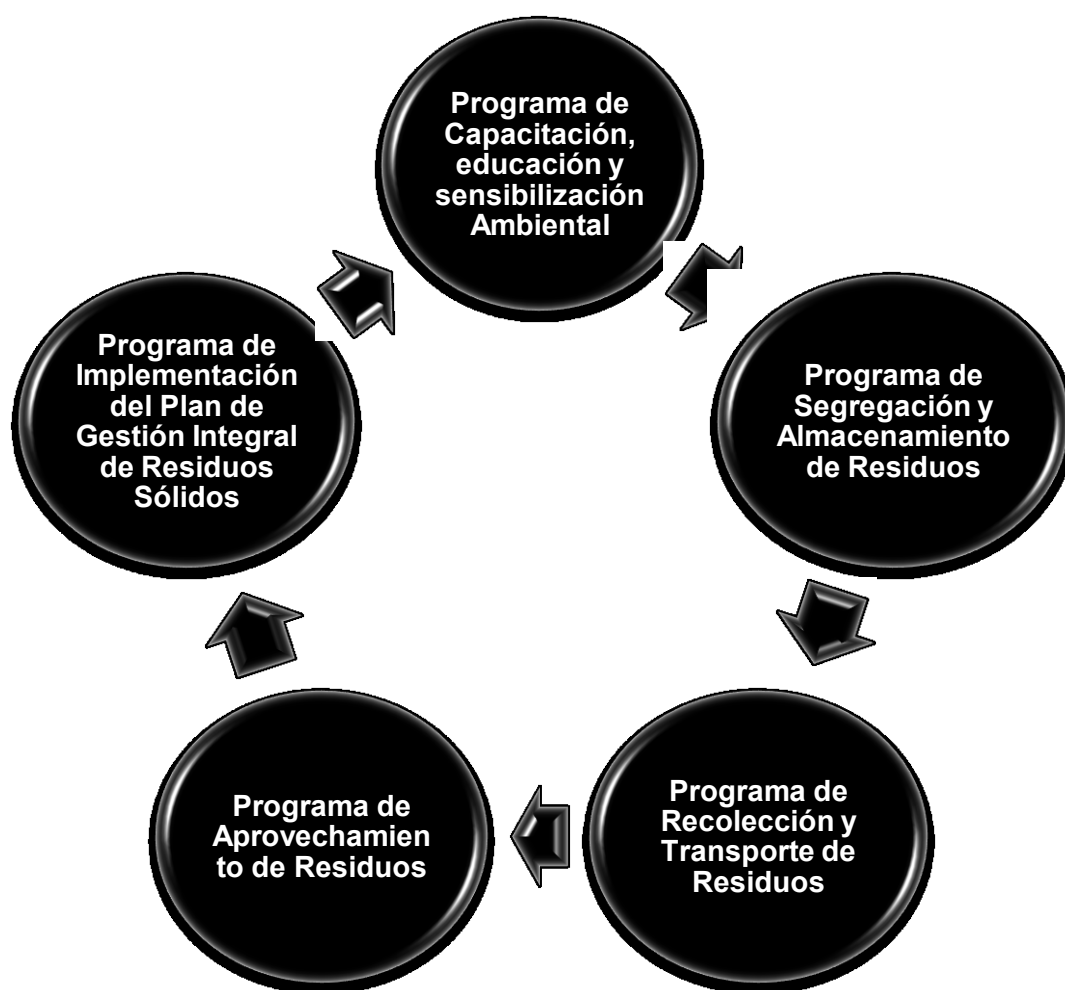 Programa de
Capacitación,
educación y
sensibilización
Ambiental
Programa de
Segregación y
Almacenamiento
de Residuos
Programa de
Recolección y
Transporte de
Residuos
Programa de
Aprovechamien
to de Residuos
Programa de
Implementación
del Plan de
Gestión Integral
de Residuos
Sólidos